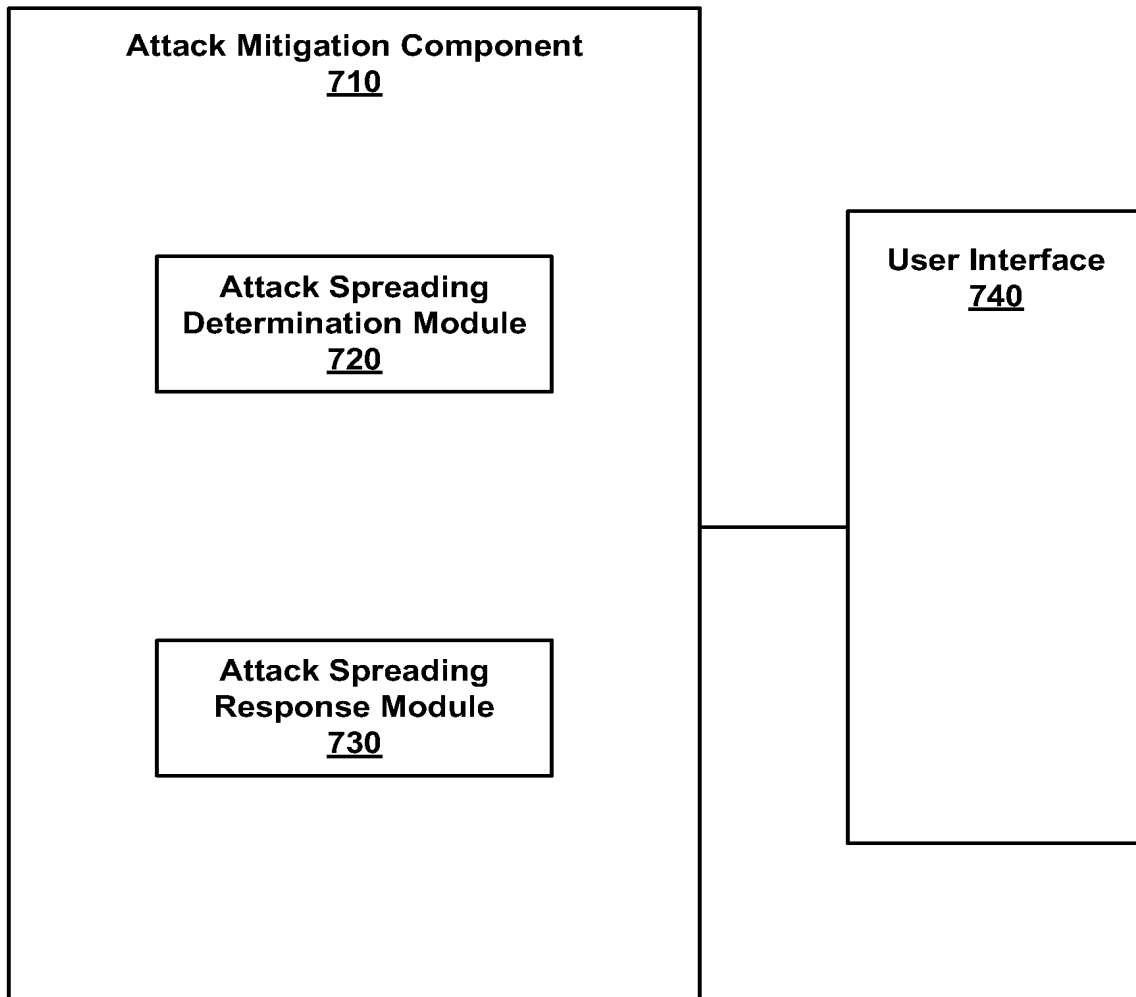 Attack Mitigation Component
710
Attack Spreading
Determination Module
720
Attack Spreading
Response Module
730
User Interface
740